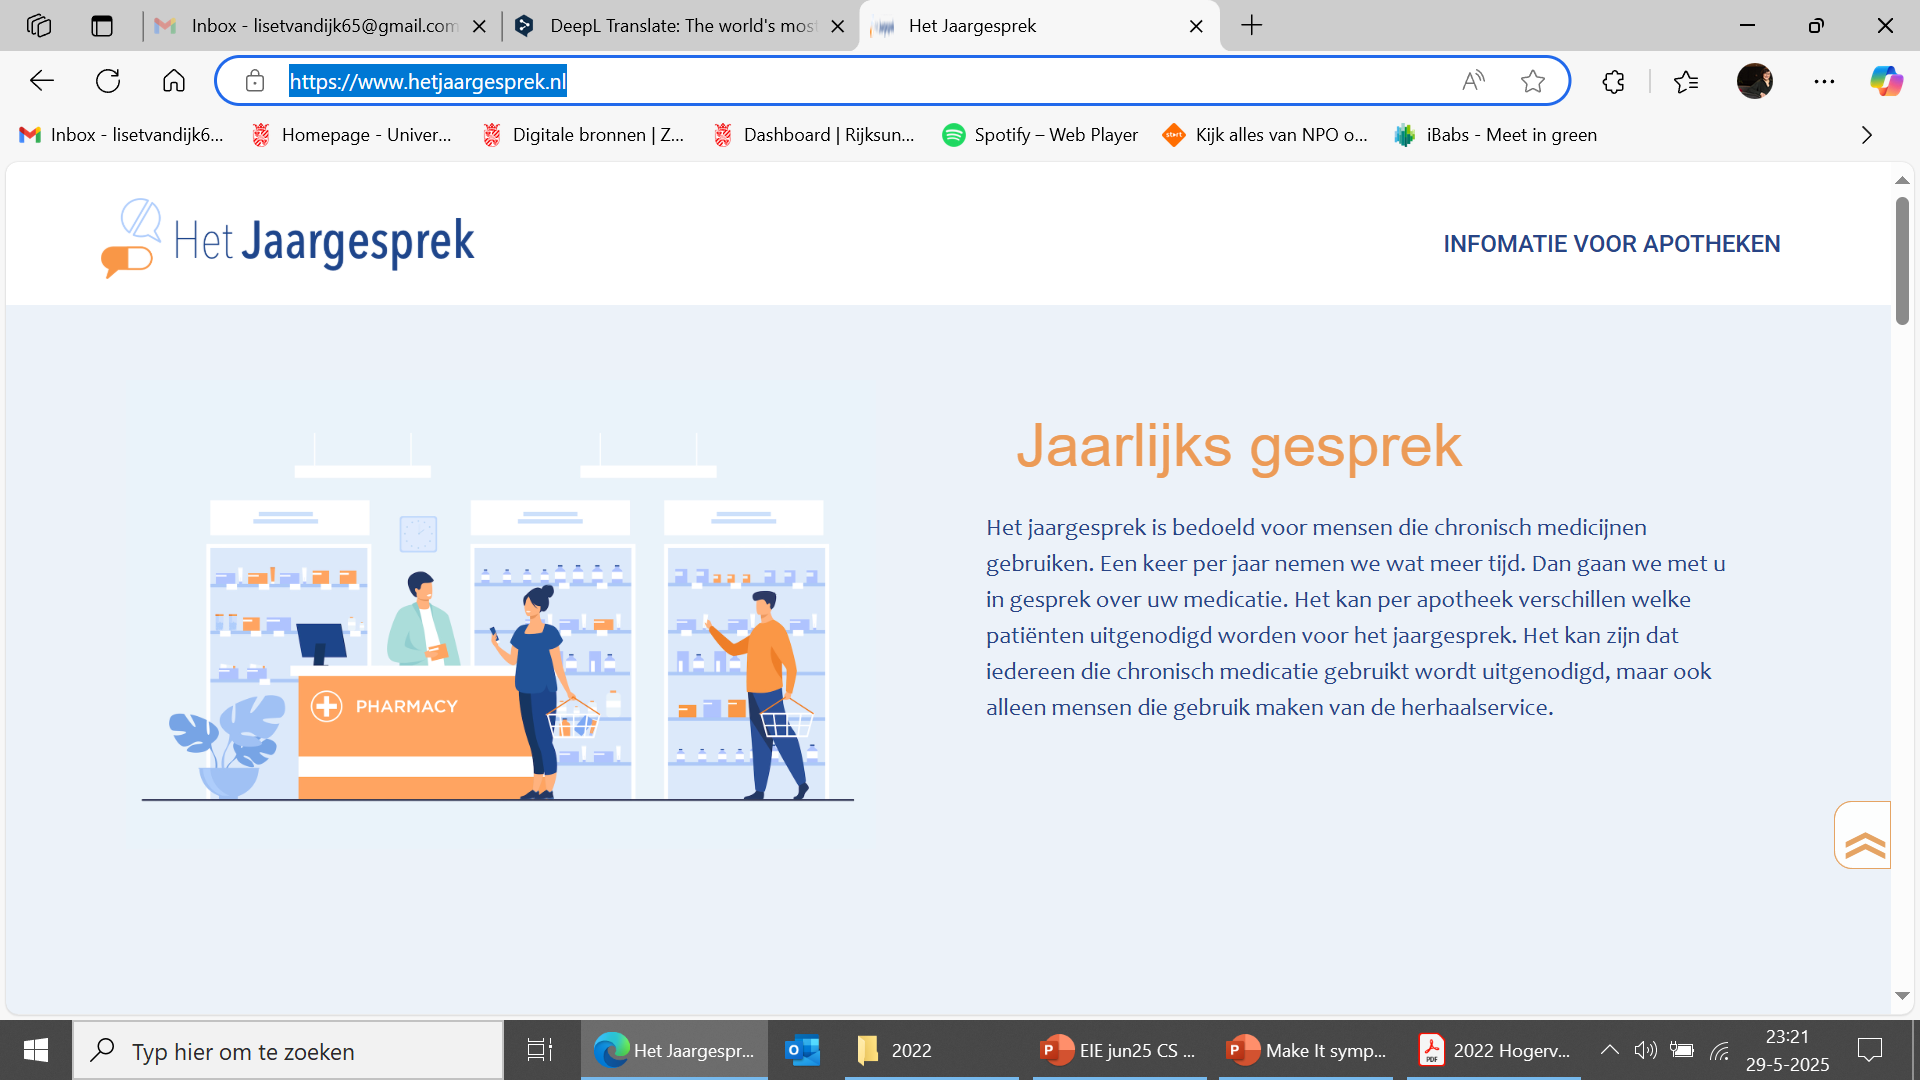 Inbox - lisetvandijk65@gmail.com
DeepL Translate: The world's most
Het Jaargesprek
https://www.hetjaargesprek.nl
Inbox - lisetvandijk6...
Homepage - Univer...
Digitale bronnen | Z...
Dashboard | Rijksun...
Spotify – Web Player
Kijk alles van NPO o...
iBabs - Meet in green
Het Jaargesprek
INFOMATIE VOOR APOTHEKEN
Jaarlijks gesprek
Het jaargesprek is bedoeld voor mensen die chronisch medicijnen
gebruiken. Een keer per jaar nemen we wat meer tijd. Dan gaan we met u
in gesprek over uw medicatie. Het kan per apotheek verschillen welke
patiënten uitgenodigd worden voor het jaargesprek. Het kan zijn dat
iedereen die chronisch medicatie gebruikt wordt uitgenodigd, maar ook
alleen mensen die gebruik maken van de herhaalservice.
PHARMACY
Typ hier om te zoeken
Het Jaargespr...
2022
EIE jun25 CS ...
Make It symp...
2022 Hogerv...
23:21
29-5-2025